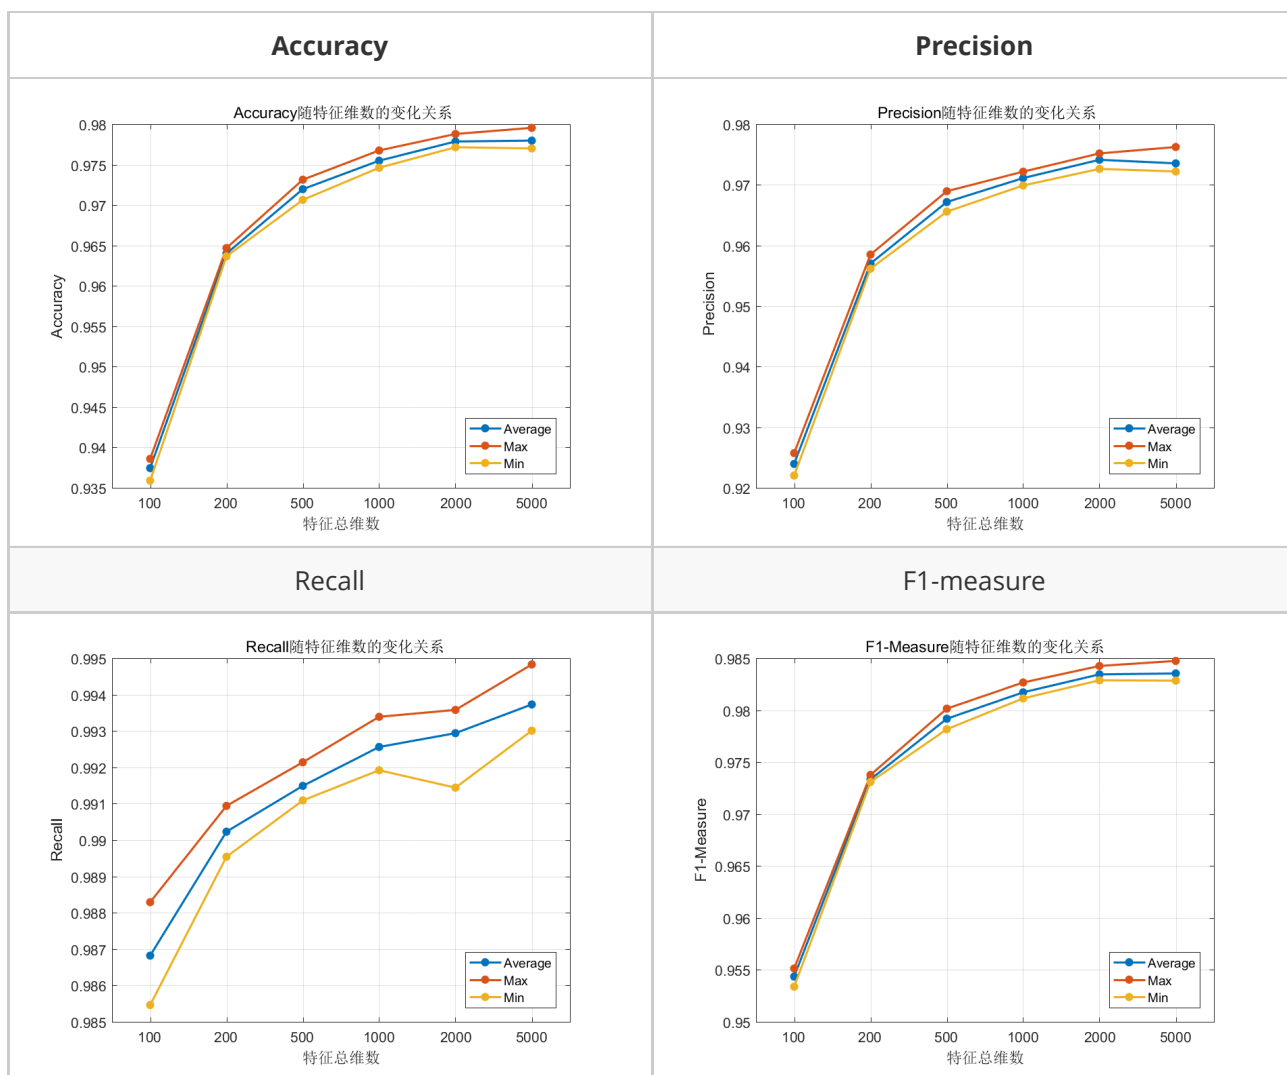 Accuracy
Precision
Accuracy随特征维数的变化关系
0.98
0.975
0.97
0.965
0.96
0.955
0.95
0.945
0.94
0.935
Accuracy
Average
Max
Min
100 200 500 1000 2000 5000
特征总维数
Precision随特征维数的变化关系
0.98
0.97
0.96
0.95
0.94
0.93
0.92
Precision
Average
Max
Min
100 200 500 1000 2000 5000
特征总维数
Recall
F1-measure
Recall随特征维数的变化关系
0.995
0.994
0.993
0.992
0.991
0.99
0.989
0.988
0.987
0.986
0.985
Recall
Average
Max
Min
100 200 500 1000 2000 5000
特征总维数
F1-Measure随特征维数的变化关系
0.985
0.98
0.975
0.97
0.965
0.96
0.955
0.95
F1-Measure
Average
Max
Min
100 200 500 1000 2000 5000
特征总维数